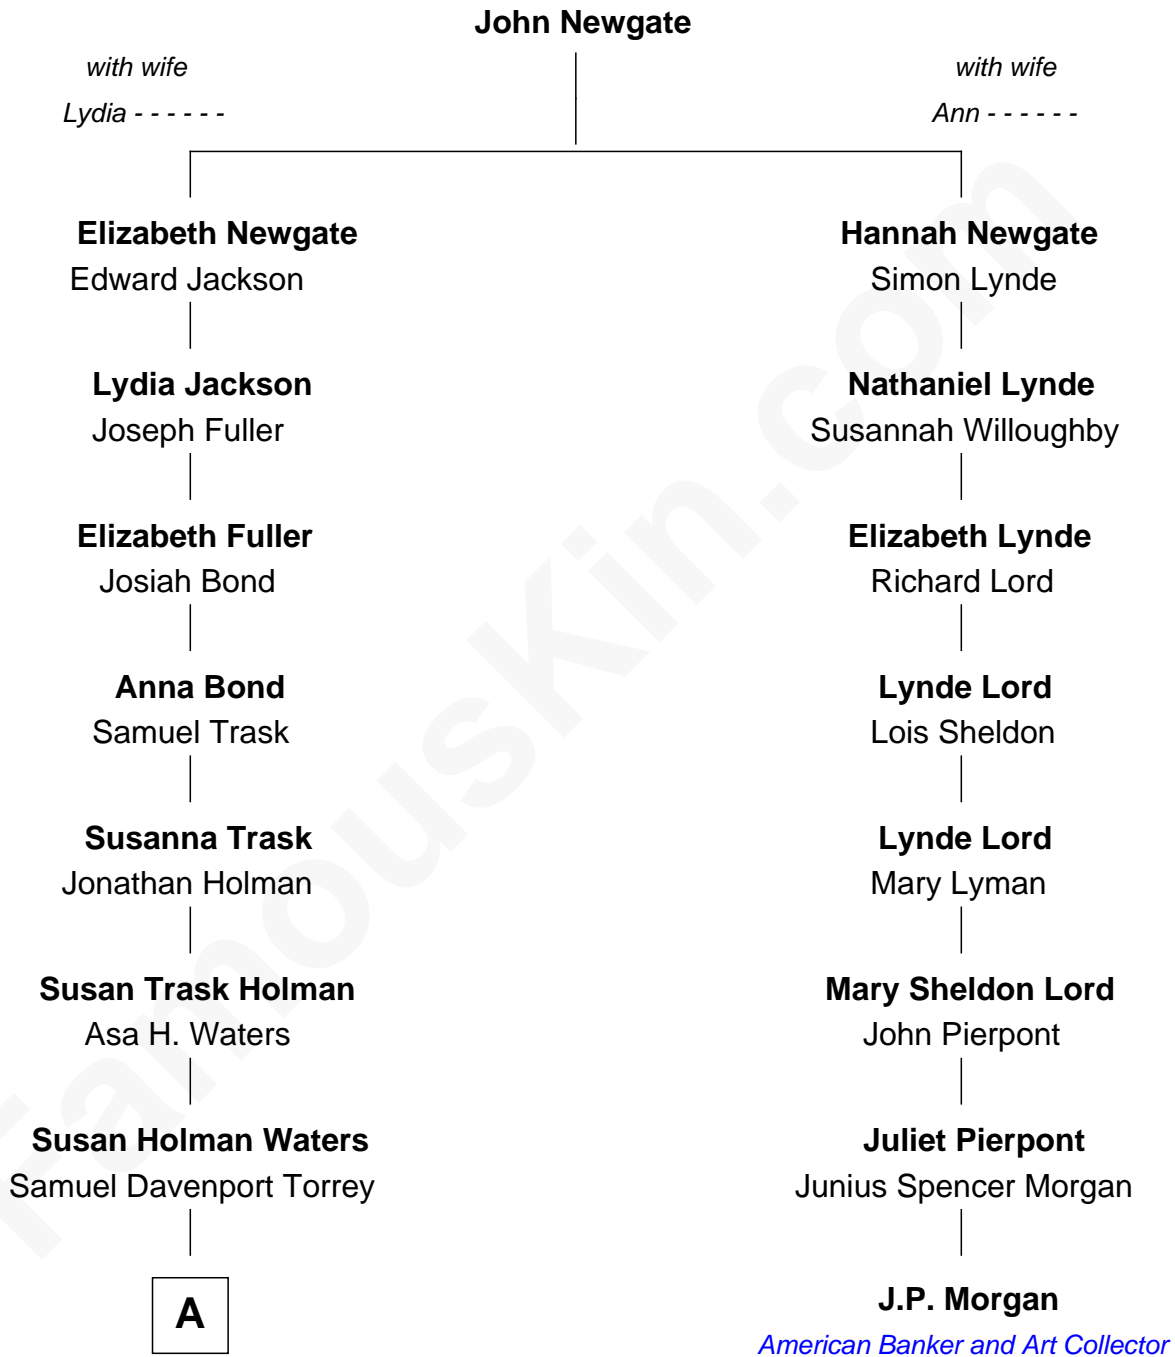 John Newgate
with wife
Lydia - - - - - -
with wife
Ann - - - - - -
Elizabeth Newgate
Edward Jackson
Hannah Newgate
Simon Lynde
Lydia Jackson
Joseph Fuller
Nathaniel Lynde
Susannah Willoughby
Elizabeth Fuller
Josiah Bond
Elizabeth Lynde
Richard Lord
Anna Bond
Samuel Trask
Lynde Lord
Lois Sheldon
Susanna Trask
Jonathan Holman
Lynde Lord
Mary Lyman
Susan Trask Holman
Asa H. Waters
Mary Sheldon Lord
John Pierpont
Susan Holman Waters
Samuel Davenport Torrey
Juliet Pierpont
Junius Spencer Morgan
A
J.P. Morgan
American Banker and Art Collector
FamousKin.com